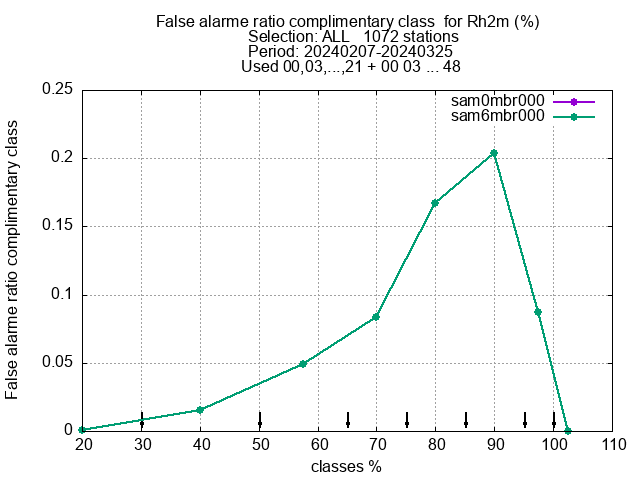 False alarme ratio complimentary class  for Rh2m (%)
Selection: ALL   1072 stations
Period: 20240207-20240325
Used 00,03,...,21 + 00 03 ... 48
sam0mbr000
sam6mbr000
False alarme ratio complimentary class
0.25
0.2
0.15
0.1
0.05
0
20 30 40 50 60 70 80 90 100 110
classes %